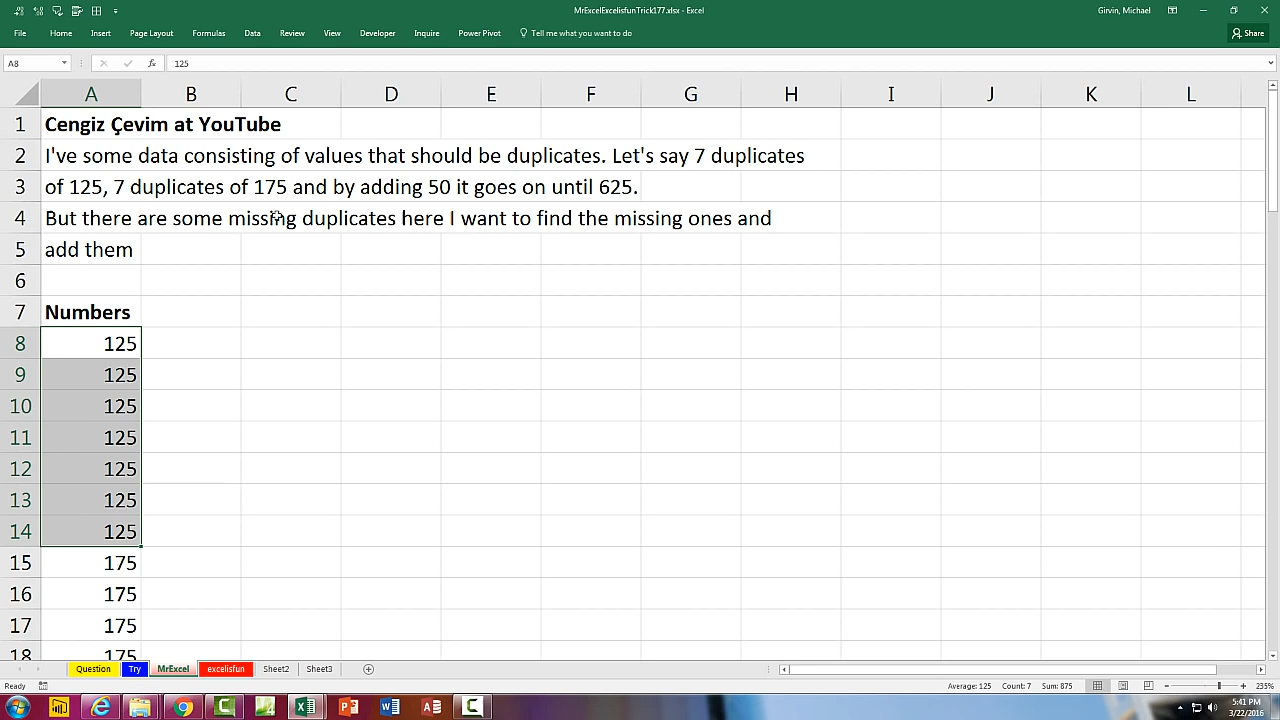 MrExcelExcelisfunTrick177.xlsx - Excel
Girvin, Michael
File Home Insert Page Layout Formulas Data Review View Developer Inquire Power Pivot Tell me what you want to do
Share
A8 fx 125
A B C D E F G H I J K L
1 Cengiz Çevim at YouTube
2 I've some data consisting of values that should be duplicates. Let's say 7 duplicates
3 of 125, 7 duplicates of 175 and by adding 50 it goes on until 625.
4 But there are some missing duplicates here I want to find the missing ones and
5 add them
6
7 Numbers
8 125
9 125
10 125
11 125
12 125
13 125
14 125
15 175
16 175
17 175
18 175
Question Try MrExcel excelisfun Sheet2 Sheet3
Ready
Average: 125 Count: 7 Sum: 875
235%
5:41 PM
3/22/2016